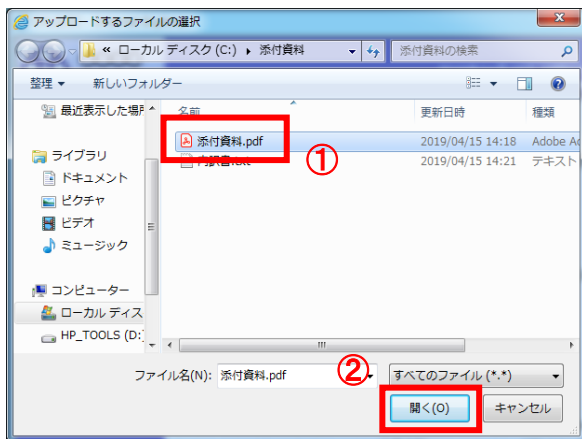 アップロードするファイルの選択
« ローカル ディスク (C:) 添付資料
添付資料の検索
整理 新しいフォルダー
最近表示した場所
ライブラリ
ドキュメント
ピクチャ
ビデオ
ミュージック
コンピューター
ローカル ディス
HP_TOOLS (D:)
名前 更新日時 種類
添付資料.pdf 2019/04/15 14:18 Adobe Ac
① 
内訳書.txt 2019/04/15 14:21 テキスト
ファイル名(N): 添付資料.pdf
②
すべてのファイル (*.*)
開く(O) キャンセル